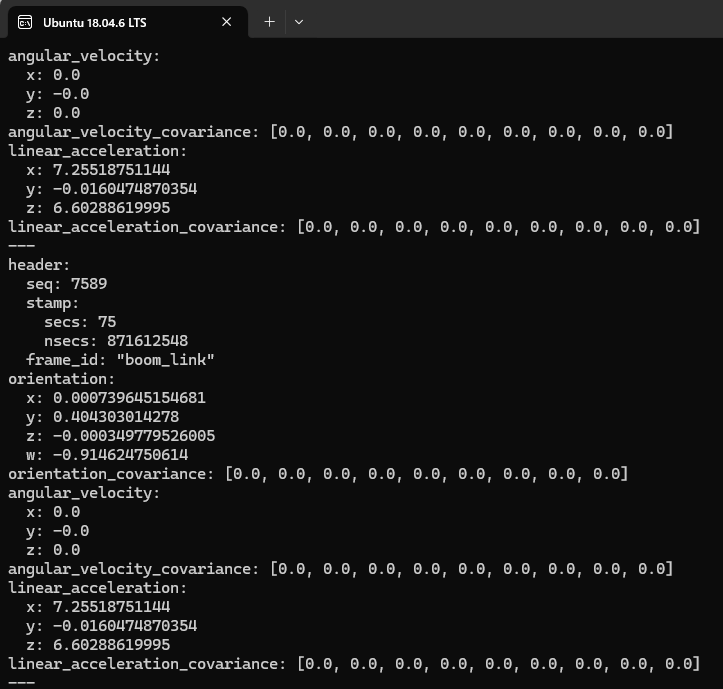 Ubuntu 18.04.6 LTS
angular_velocity:
  x: 0.0
  y: -0.0
  z: 0.0
angular_velocity_covariance: [0.0, 0.0, 0.0, 0.0, 0.0, 0.0, 0.0, 0.0, 0.0]
linear_acceleration:
  x: 7.25518751144
  y: -0.0160474870354
  z: 6.60288619995
linear_acceleration_covariance: [0.0, 0.0, 0.0, 0.0, 0.0, 0.0, 0.0, 0.0, 0.0]
---
header:
  seq: 7589
  stamp:
    secs: 75
    nsecs: 871612548
  frame_id: "boom_link"
orientation:
  x: 0.000739645154681
  y: 0.404303014278
  z: -0.000349779526005
  w: -0.914624750614
orientation_covariance: [0.0, 0.0, 0.0, 0.0, 0.0, 0.0, 0.0, 0.0, 0.0]
angular_velocity:
  x: 0.0
  y: -0.0
  z: 0.0
angular_velocity_covariance: [0.0, 0.0, 0.0, 0.0, 0.0, 0.0, 0.0, 0.0, 0.0]
linear_acceleration:
  x: 7.25518751144
  y: -0.0160474870354
  z: 6.60288619995
linear_acceleration_covariance: [0.0, 0.0, 0.0, 0.0, 0.0, 0.0, 0.0, 0.0, 0.0]
---